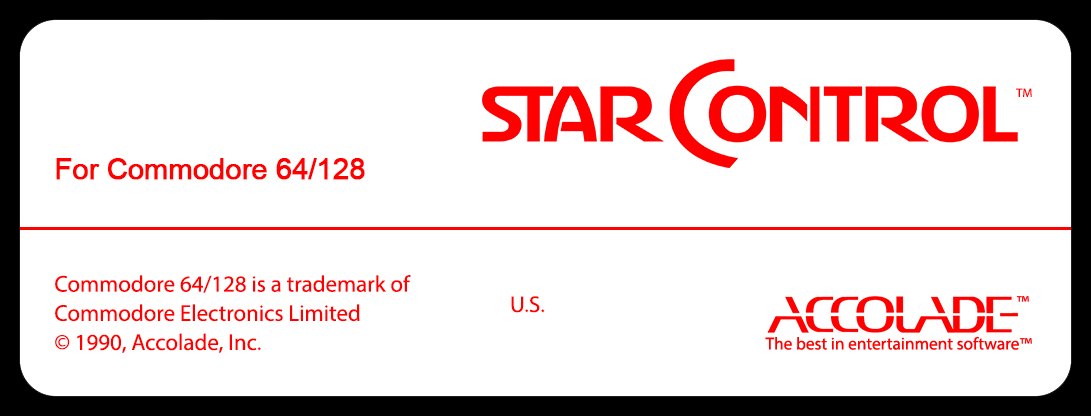 STAR CONTROL™
For Commodore 64/128
Commodore 64/128 is a trademark of
Commodore Electronics Limited
© 1990, Accolade, Inc.
U.S.
ACCOLADE™
The best in entertainment software™